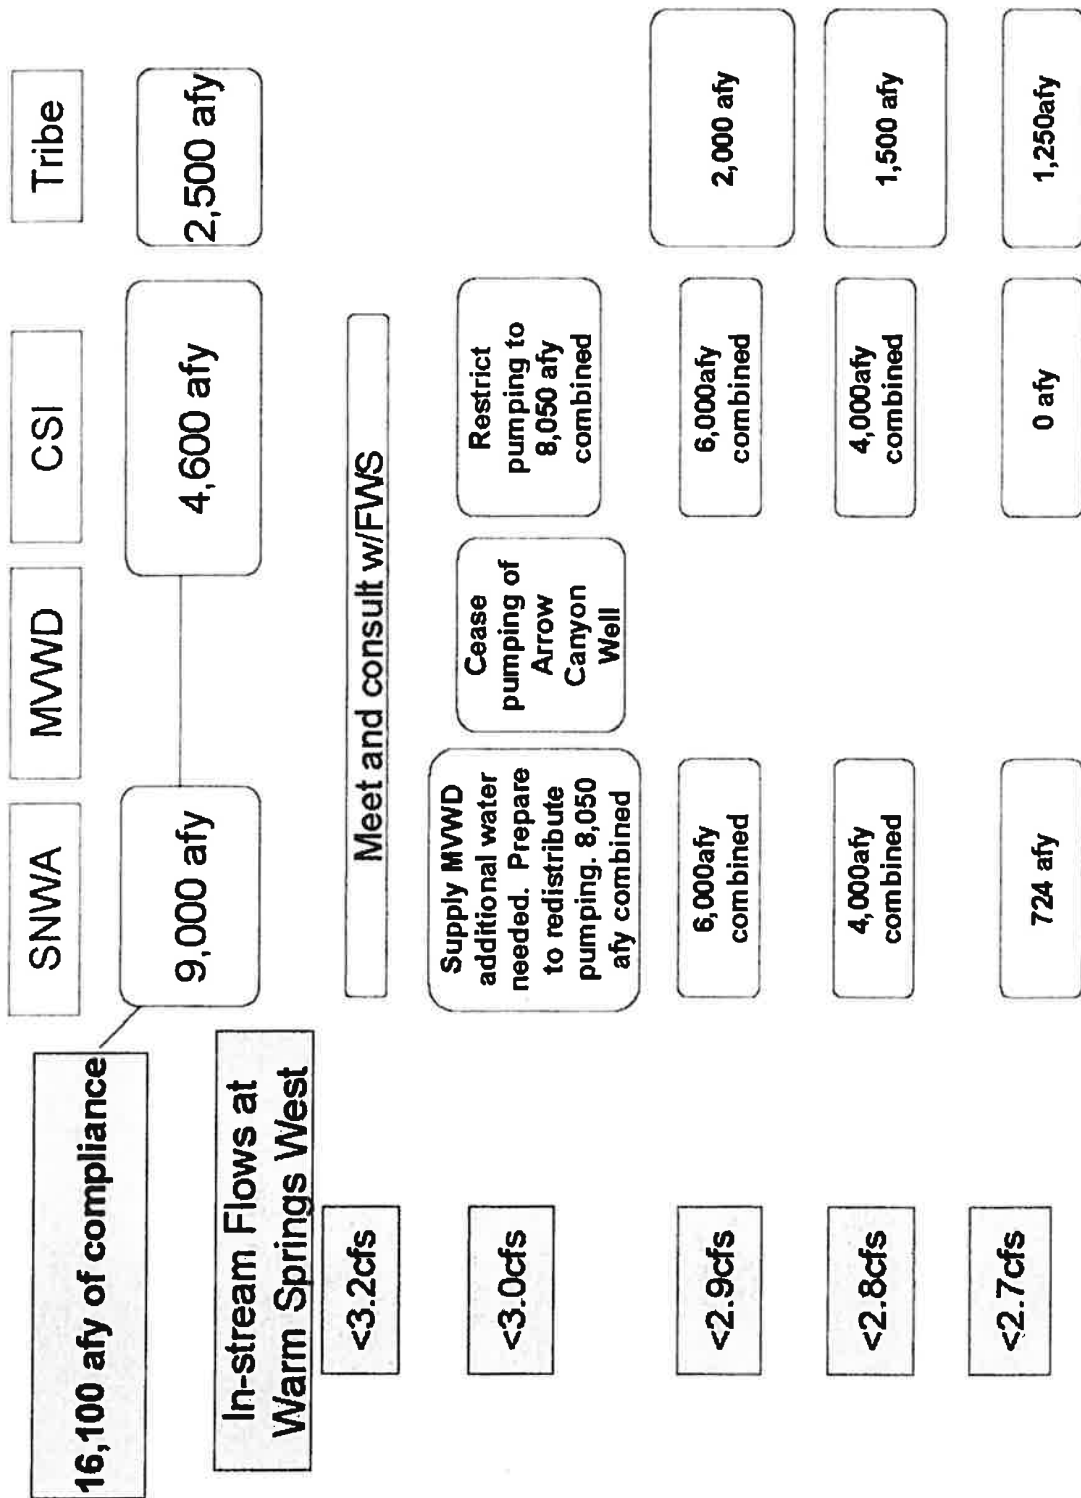 SNWA
MVWD
CSI
Tribe
16,100 afy of compliance
9,000 afy
4,600 afy
2,500 afy
In-stream Flows at
Warm Springs West
<3.2cfs
Meet and consult w/FWS
<3.0cfs
Supply MVWD
additional water
needed. Prepare
to redistribute
pumping. 8,050
afy combined
Cease
pumping of
Arrow
Canyon
Well
Restrict
pumping to
8,050 afy
combined
<2.9cfs
6,000afy
combined
6,000afy
combined
2,000 afy
<2.8cfs
4,000afy
combined
4,000afy
combined
1,500 afy
<2.7cfs
724 afy
0 afy
1,250afy